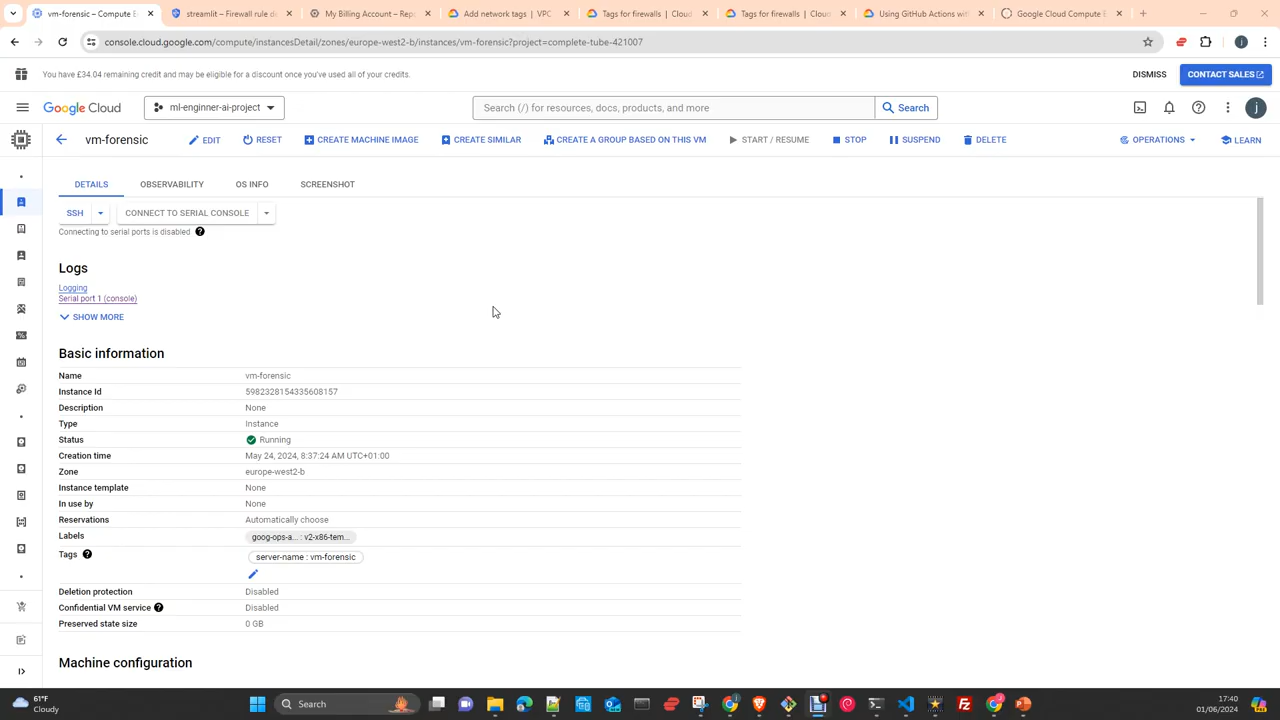 vm-forensic – Compute E
streamlit – Firewall rule di
My Billing Account – Repo
Add network tags | VPC
Tags for firewalls | Cloud
Tags for firewalls | Cloud
Using GitHub Actions with
Google Cloud Compute E
console.cloud.google.com/compute/instancesDetail/zones/europe-west2-b/instances/vm-forensic?project=complete-tube-421007
You have £34.04 remaining credit and may be eligible for a discount once you've used all of your credits.
DISMISS
CONTACT SALES
Google Cloud
ml-enginner-ai-project
Search (/) for resources, docs, products, and more
Search
j
vm-forensic
EDIT
RESET
CREATE MACHINE IMAGE
CREATE SIMILAR
CREATE A GROUP BASED ON THIS VM
START / RESUME
STOP
SUSPEND
DELETE
OPERATIONS
LEARN
DETAILS
OBSERVABILITY
OS INFO
SCREENSHOT
SSH
CONNECT TO SERIAL CONSOLE
Connecting to serial ports is disabled
Logs
Logging
Serial port 1 (console)
SHOW MORE
Basic information
Name vm-forensic
Instance Id 5982328154335608157
Description None
Type Instance
Status Running
Creation time May 24, 2024, 8:37:24 AM UTC+01:00
Zone europe-west2-b
Instance template None
In use by None
Reservations Automatically choose
Labels goog-ops-a... : v2-x86-tem...
Tags server-name : vm-forensic
Deletion protection Disabled
Confidential VM service Disabled
Preserved state size 0 GB
Machine configuration
61°F
Cloudy
Search
17:40
01/06/2024